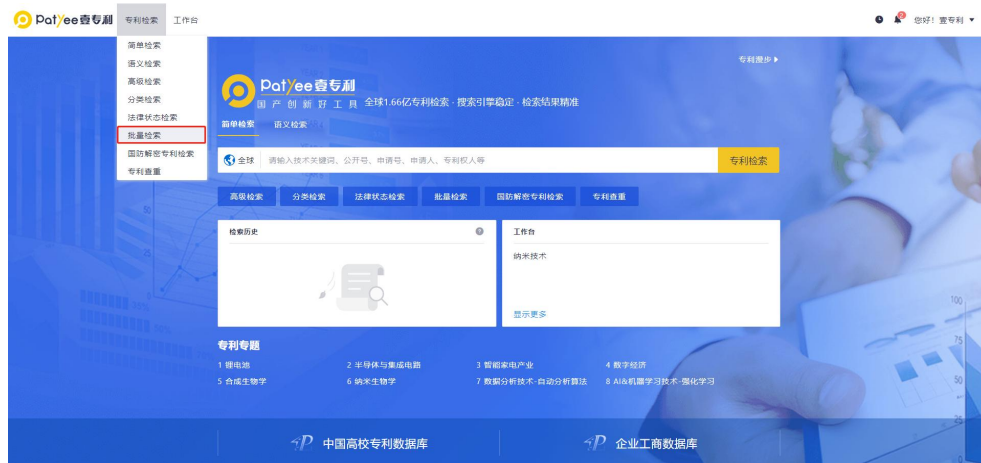 Patyee壹专利 专利检索 工作台 2 您好！壹专利
简单检索
语义检索
高级检索
分类检索
法律状态检索
批量检索
国防解密专利检索
专利查重
专利漫步
Patyee壹专利
国产创新好工具 全球1.66亿专利检索 · 搜索引擎稳定 · 检索结果精准
简单检索 语义检索
全球 请输入技术关键词、公开号、申请号、申请人、专利权人等 专利检索
高级检索 分类检索 法律状态检索 批量检索 国防解密专利检索 专利查重
检索历史 工作台
纳米技术
显示更多
专利专题
1 锂电池 2 半导体与集成电路 3 智能家电产业 4 数字经济
5 合成生物学 6 纳米生物学 7 数据分析技术-自动分析算法 8 AI&机器学习技术-强化学习
中国高校专利数据库 企业工商数据库
50
25
0
100
75
50
25
0